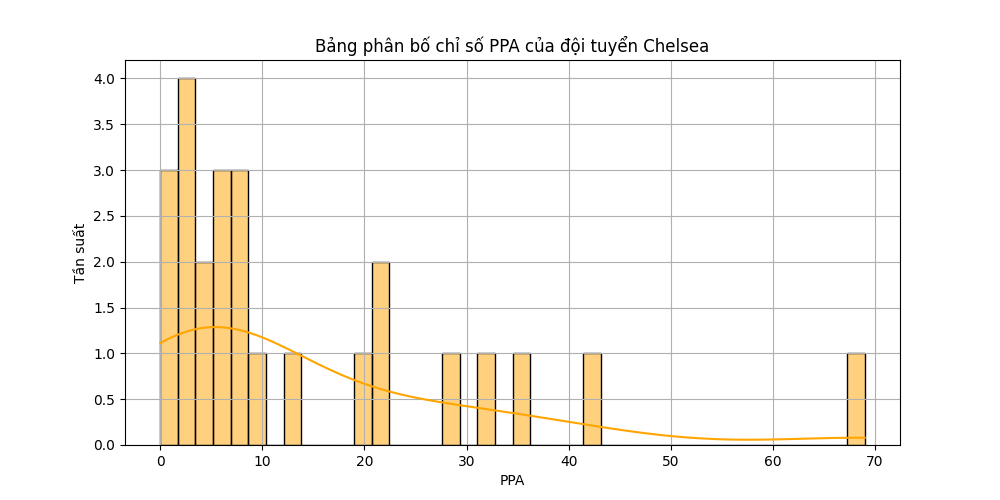 Bảng phân bố chỉ số PPA của đội tuyển Chelsea
Tần suất
4.0
3.5
3.0
2.5
2.0
1.5
1.0
0.5
0.0
0 10 20 30 40 50 60 70
PPA